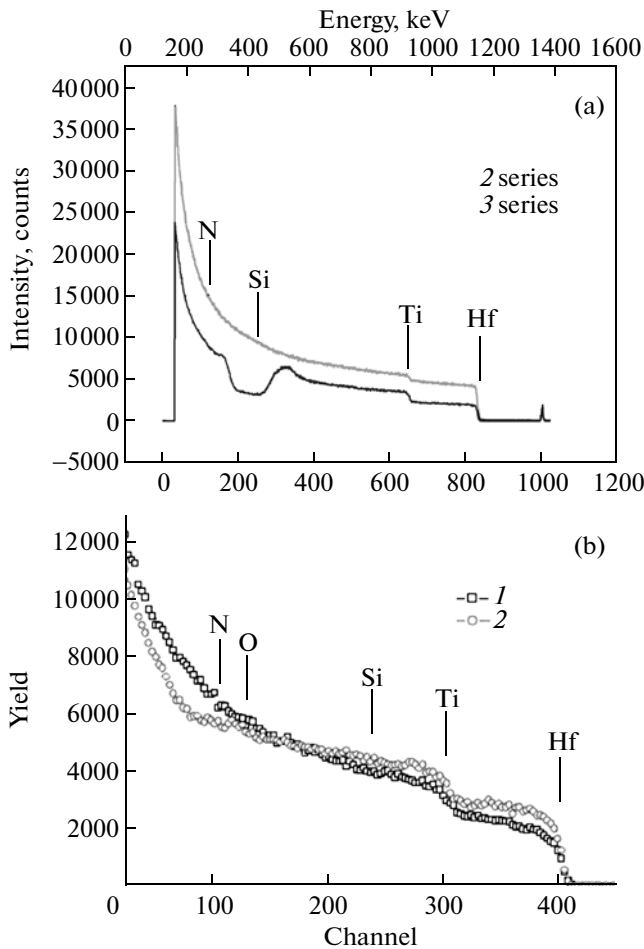 Energy, keV
0 200 400 600 800 1000 1200 1400 1600
(a)
40000
35000
30000
25000
20000
15000
10000
5000
0
–5000
Intensity, counts
2 series
3 series
N
Si
Ti
Hf
0 200 400 600 800 1000 1200
(b)
12000
10000
8000
6000
4000
2000
Yield
1
2
N
O
Si
Ti
Hf
0 100 200 300 400
Channel